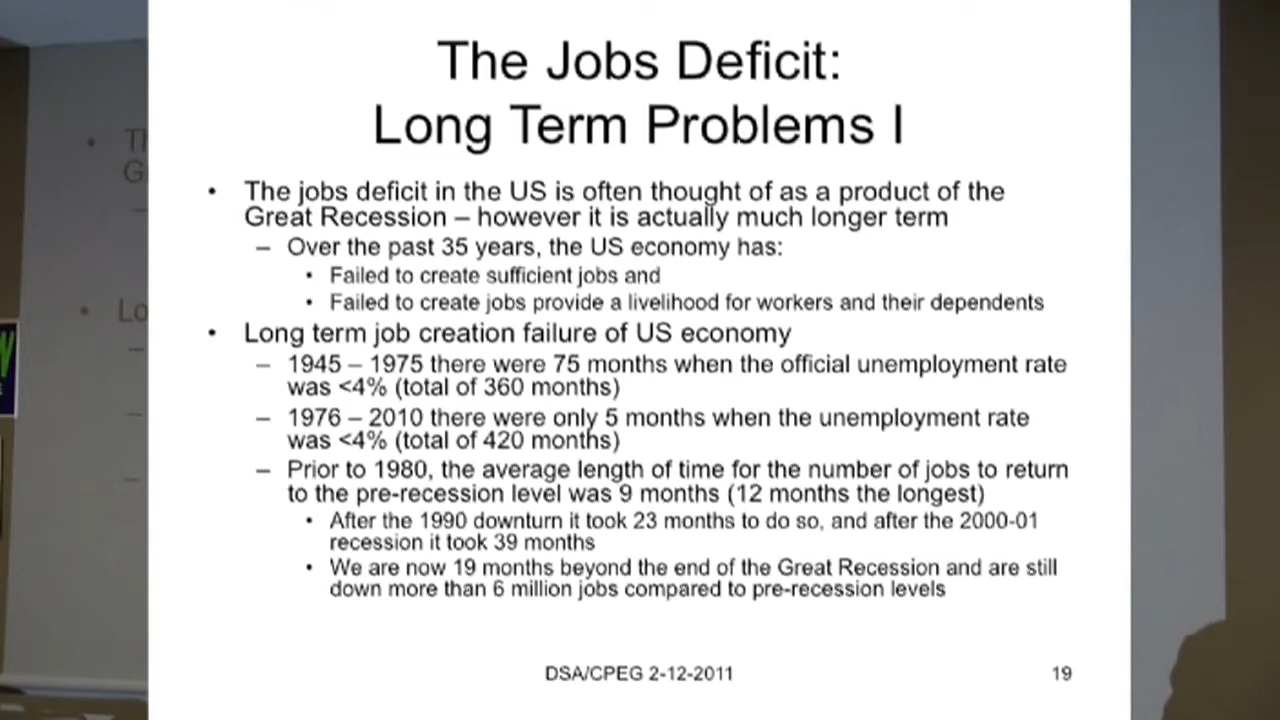 The Jobs Deficit:
Long Term Problems I
• The jobs deficit in the US is often thought of as a product of the
Great Recession – however it is actually much longer term
– Over the past 35 years, the US economy has:
• Failed to create sufficient jobs and
• Failed to create jobs provide a livelihood for workers and their dependents
• Long term job creation failure of US economy
– 1945 – 1975 there were 75 months when the official unemployment rate
was <4% (total of 360 months)
– 1976 – 2010 there were only 5 months when the unemployment rate
was <4% (total of 420 months)
– Prior to 1980, the average length of time for the number of jobs to return
to the pre-recession level was 9 months (12 months the longest)
• After the 1990 downturn it took 23 months to do so, and after the 2000-01
recession it took 39 months
• We are now 19 months beyond the end of the Great Recession and are still
down more than 6 million jobs compared to pre-recession levels
DSA/CPEG 2-12-2011
19